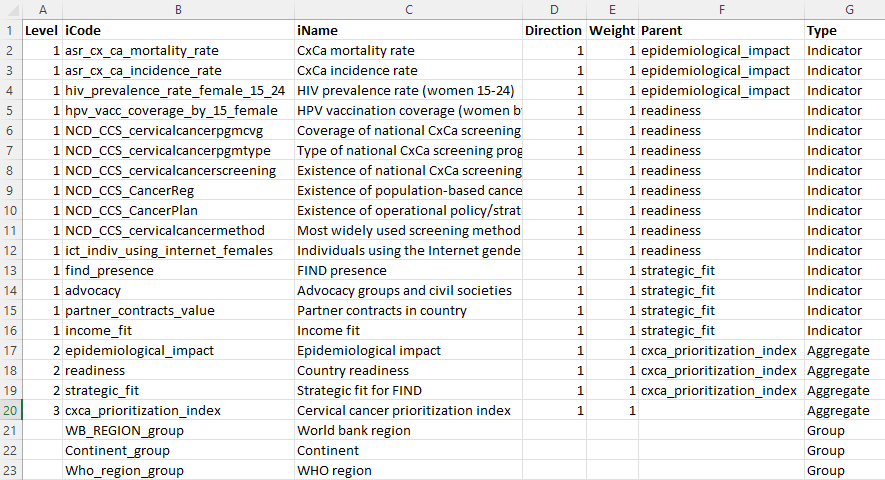 A B C D E F G
1 Level iCode iName Direction Weight Parent Type
2 1 asr_cx_ca_mortality_rate CxCa mortality rate 1 1 epidemiological_impact Indicator
3 1 asr_cx_ca_incidence_rate CxCa incidence rate 1 1 epidemiological_impact Indicator
4 1 hiv_prevalence_rate_female_15_24 HIV prevalence rate (women 15-24) 1 1 epidemiological_impact Indicator
5 1 hpv_vacc_coverage_by_15_female HPV vaccination coverage (women b 1 1 readiness Indicator
6 1 NCD_CCS_cervicalcancerpgmcvg Coverage of national CxCa screening 1 1 readiness Indicator
7 1 NCD_CCS_cervicalcancerpgmtype Type of national CxCa screening prog 1 1 readiness Indicator
8 1 NCD_CCS_cervicalcancerscreening Existence of national CxCa screening 1 1 readiness Indicator
9 1 NCD_CCS_CancerReg Existence of population-based cance 1 1 readiness Indicator
10 1 NCD_CCS_CancerPlan Existence of operational policy/strat 1 1 readiness Indicator
11 1 NCD_CCS_cervicalcancermethod Most widely used screening method 1 1 readiness Indicator
12 1 ict_indiv_using_internet_females Individuals using the Internet gende 1 1 readiness Indicator
13 1 find_presence FIND presence 1 1 strategic_fit Indicator
14 1 advocacy Advocacy groups and civil societies 1 1 strategic_fit Indicator
15 1 partner_contracts_value Partner contracts in country 1 1 strategic_fit Indicator
16 1 income_fit Income fit 1 1 strategic_fit Indicator
17 2 epidemiological_impact Epidemiological impact 1 1 cxca_prioritization_index Aggregate
18 2 readiness Country readiness 1 1 cxca_prioritization_index Aggregate
19 2 strategic_fit Strategic fit for FIND 1 1 cxca_prioritization_index Aggregate
20 3 cxca_prioritization_index Cervical cancer prioritization index 1 1 Aggregate
21 WB_REGION_group World bank region Group
22 Continent_group Continent Group
23 Who_region_group WHO region Group